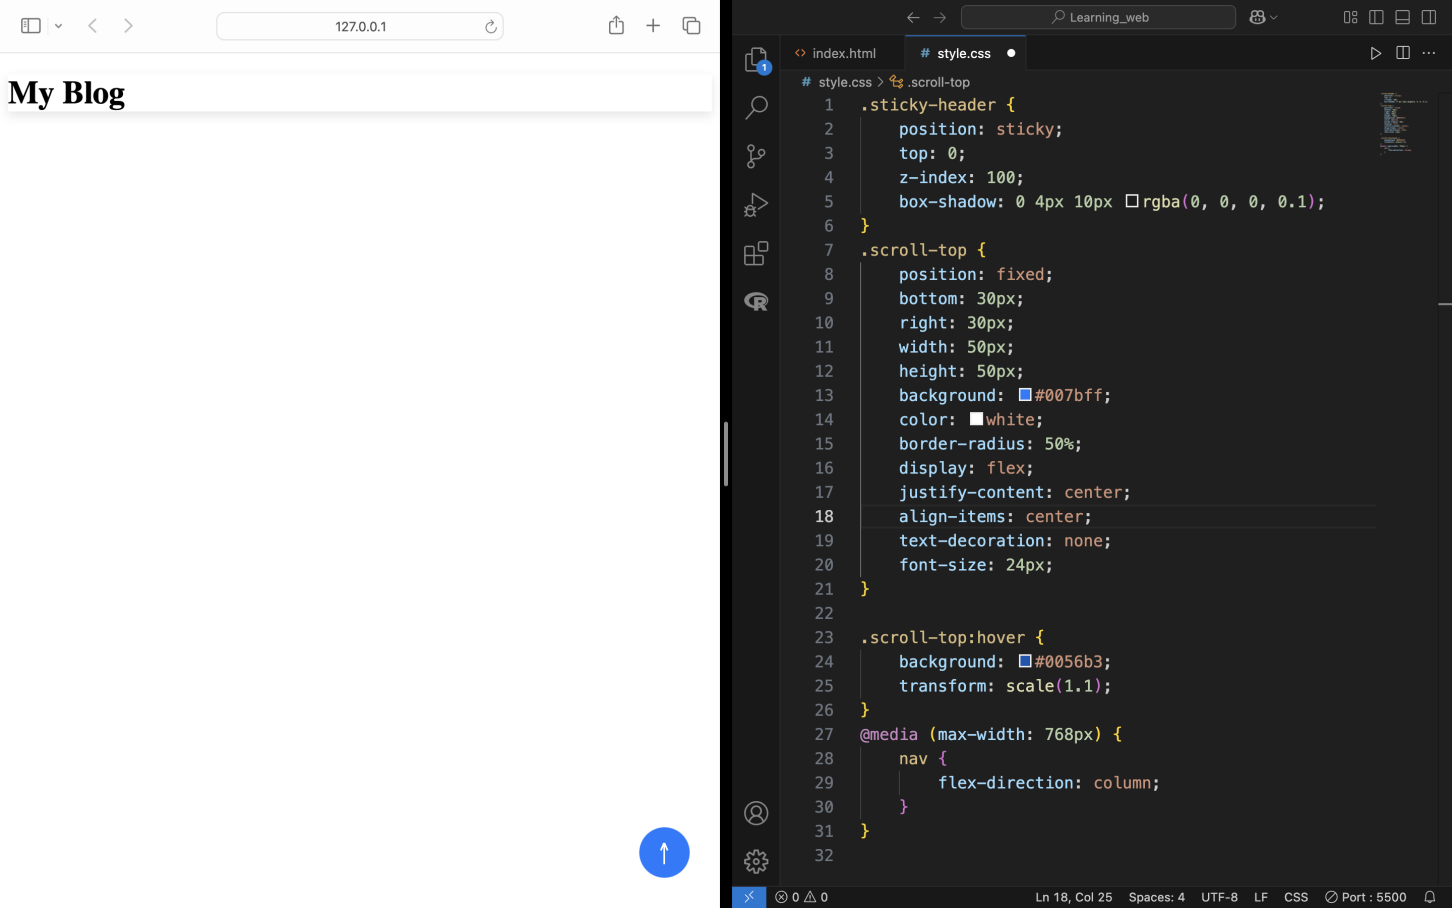 127.0.0.1
My Blog
↑
Learning_web
index.html
# style.css
# style.css > .scroll-top
1
1 .sticky-header {
2 position: sticky;
3 top: 0;
4 z-index: 100;
5 box-shadow: 0 4px 10px rgba(0, 0, 0, 0.1);
6 }
7 .scroll-top {
8 position: fixed;
9 bottom: 30px;
10 right: 30px;
11 width: 50px;
12 height: 50px;
13 background: #007bff;
14 color: white;
15 border-radius: 50%;
16 display: flex;
17 justify-content: center;
18 align-items: center;
19 text-decoration: none;
20 font-size: 24px;
21 }
22
23 .scroll-top:hover {
24 background: #0056b3;
25 transform: scale(1.1);
26 }
27 @media (max-width: 768px) {
28 nav {
29 flex-direction: column;
30 }
31 }
32
0 0 Ln 18, Col 25 Spaces: 4 UTF-8 LF CSS Port : 5500